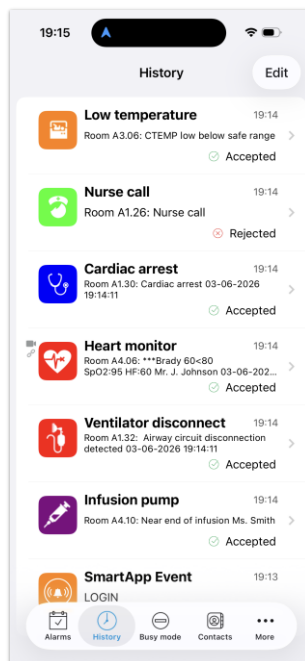 19:15
History
Edit
Low temperature 19:14
Room A3.06: CTEMP low below safe range
Accepted
Nurse call 19:14
Room A1.26: Nurse call
Rejected
Cardiac arrest 19:14
Room A1.30: Cardiac arrest 03-06-2026
19:14:11
Accepted
Heart monitor 19:14
Room A4.06: ***Brady 60<80
SpO2:95 HF:60 Mr. J. Johnson 03-06-202...
Accepted
Ventilator disconnect 19:14
Room A1.32: Airway circuit disconnection
detected 03-06-2026 19:14:11
Accepted
Infusion pump 19:14
Room A4.10: Near end of infusion Ms. Smith
Accepted
SmartApp Event 19:13
LOGIN
Alarms History Busy mode Contacts More